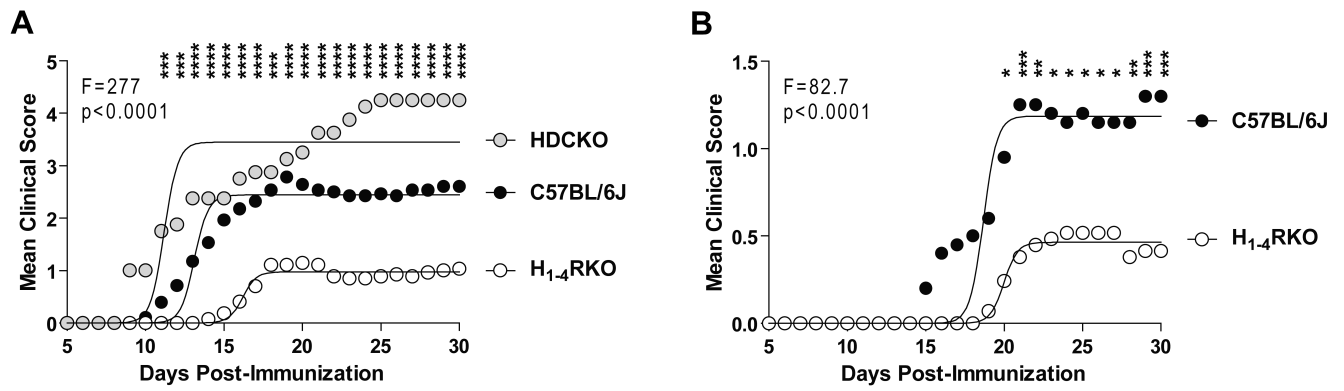 A
*** *** **** **** **** **** **** *** **** **** **** **** **** **** **** **** **** **** **** ****
F=277
p<0.0001
Mean Clinical Score
5
4
3
2
1
0
5 10 15 20 25 30
Days Post-Immunization
HDCKO
C57BL/6J
H1-4RKO
B
* *** ** * * * * * ** *** ***
F=82.7
p<0.0001
Mean Clinical Score
1.5
1.0
0.5
0.0
5 10 15 20 25 30
Days Post-Immunization
C57BL/6J
H1-4RKO